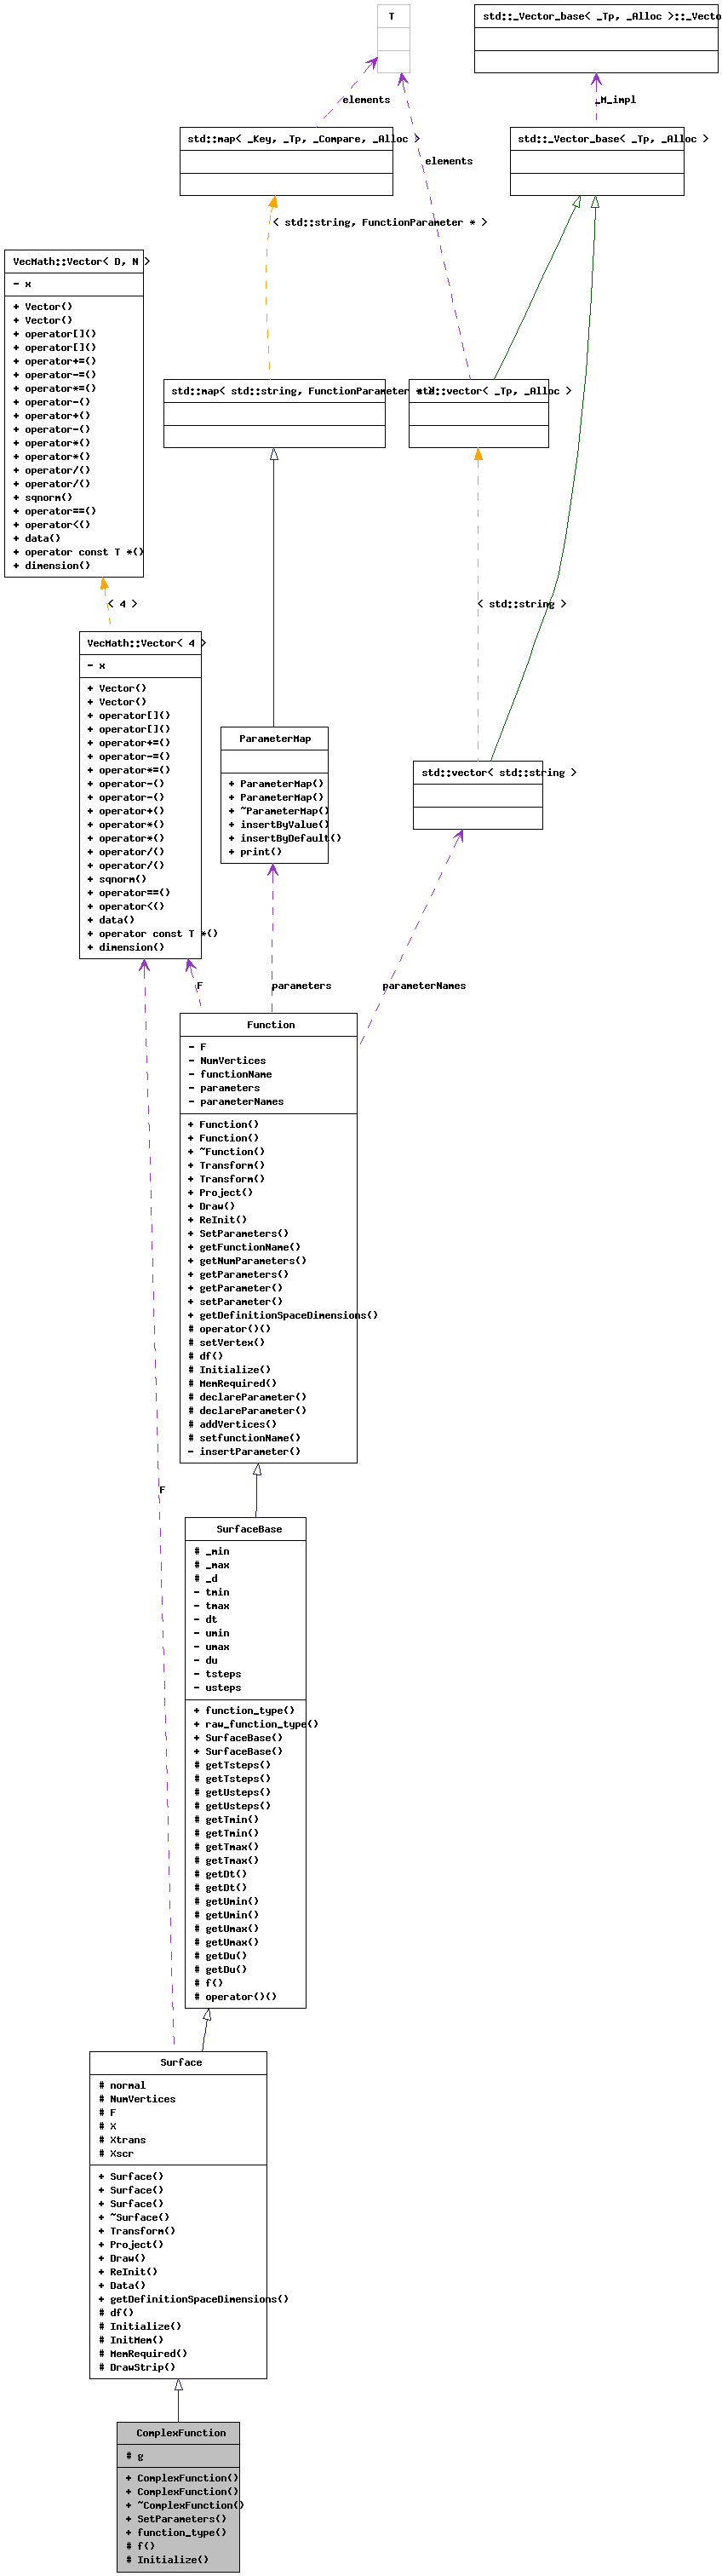 T
std::_Vector_base< _Tp, _Alloc >::_Vecto
elements
_M_impl
std::map< _Key, _Tp, _Compare, _Alloc >
std::_Vector_base< _Tp, _Alloc >
elements
< std::string, FunctionParameter * >
VecMath::Vector< D, N >
- x
+ Vector()
+ Vector()
+ operator[]()
+ operator[]()
+ operator+=()
+ operator-=()
+ operator*=()
+ operator-()
+ operator+()
+ operator-()
+ operator*()
+ operator*()
+ operator/()
+ operator/()
+ sqnorm()
+ operator==()
+ operator<()
+ data()
+ operator const T *()
+ dimension()
std::map< std::string, FunctionParameter * >
std::vector< _Tp, _Alloc >
< 4 >
< std::string >
VecMath::Vector< 4 >
- x
+ Vector()
+ Vector()
+ operator[]()
+ operator[]()
+ operator+=()
+ operator-=()
+ operator*=()
+ operator-()
+ operator-()
+ operator+()
+ operator*()
+ operator*()
+ operator/()
+ operator/()
+ sqnorm()
+ operator==()
+ operator<()
+ data()
+ operator const T *()
+ dimension()
ParameterMap
+ ParameterMap()
+ ParameterMap()
+ ~ParameterMap()
+ insertByValue()
+ insertByDefault()
+ print()
std::vector< std::string >
F
parameters
parameterNames
Function
- F
- NumVertices
- functionName
- parameters
- parameterNames
+ Function()
+ Function()
+ ~Function()
+ Transform()
+ Transform()
+ Project()
+ Draw()
+ ReInit()
+ SetParameters()
+ getFunctionName()
+ getNumParameters()
+ getParameters()
+ getParameter()
+ setParameter()
+ getDefinitionSpaceDimensions()
# operator()()
# setVertex()
# df()
# Initialize()
# MemRequired()
# declareParameter()
# declareParameter()
# addVertices()
# setfunctionName()
- insertParameter()
F
SurfaceBase
# _min
# _max
# _d
- tmin
- tmax
- dt
- umin
- umax
- du
- tsteps
- usteps
+ function_type()
+ raw_function_type()
+ SurfaceBase()
+ SurfaceBase()
# getTsteps()
# getTsteps()
# getUsteps()
# getUsteps()
# getTmin()
# getTmin()
# getTmax()
# getTmax()
# getDt()
# getDt()
# getUmin()
# getUmin()
# getUmax()
# getUmax()
# getDu()
# getDu()
# f()
# operator()()
Surface
# normal
# NumVertices
# F
# X
# Xtrans
# Xscr
+ Surface()
+ Surface()
+ Surface()
+ ~Surface()
+ Transform()
+ Project()
+ Draw()
+ ReInit()
+ Data()
+ getDefinitionSpaceDimensions()
# df()
# Initialize()
# InitMem()
# MemRequired()
# DrawStrip()
ComplexFunction
# g
+ ComplexFunction()
+ ComplexFunction()
+ ~ComplexFunction()
+ SetParameters()
+ function_type()
# f()
# Initialize()